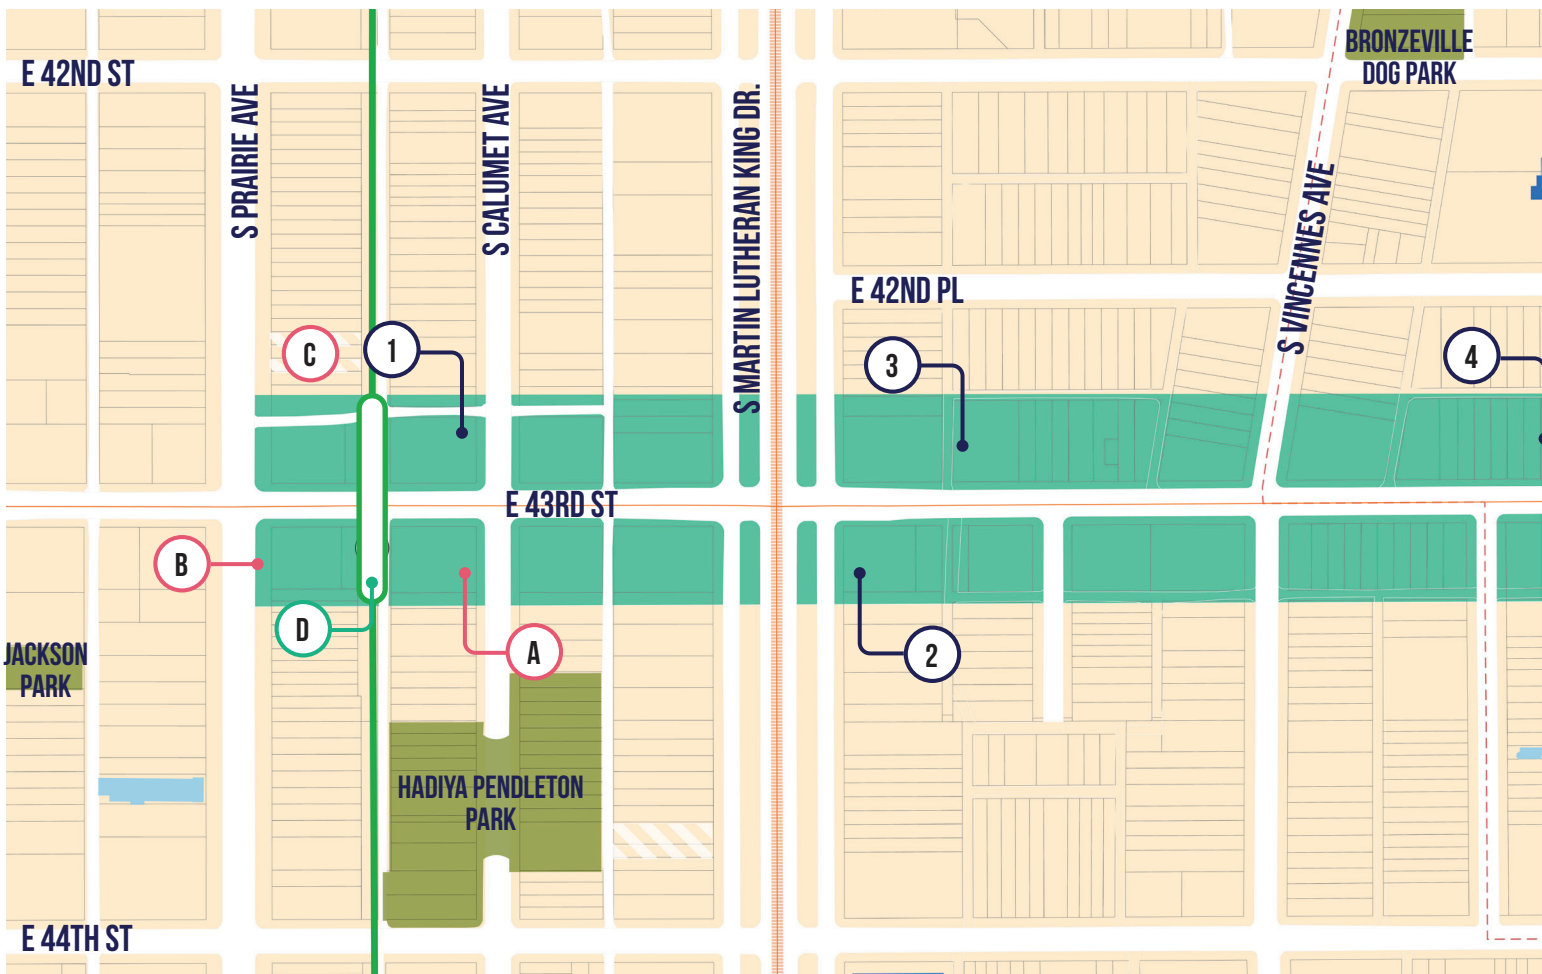 BRONZEVILLE
DOG PARK
E 42ND ST
S PRAIRIE AVE
S CALUMET AVE
S MARTIN LUTHERAN KING DR.
S VINCENNES AVE
E 42ND PL
C
1
3
4
E 43RD ST
B
D
A
2
JACKSON
PARK
HADIYA PENDLETON
PARK
E 44TH ST